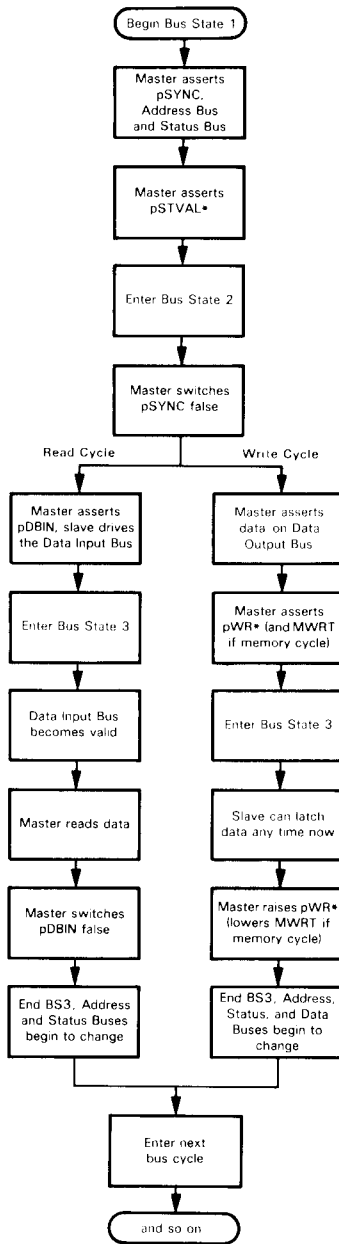 Begin Bus State 1
Master asserts
pSYNC,
Address Bus
and Status Bus
Master asserts
pSTVAL*
Enter Bus State 2
Master switches
pSYNC false
Read Cycle
Write Cycle
Master asserts
pDBIN, slave drives
the Data Input Bus
Enter Bus State 3
Data Input Bus
becomes valid
Master reads data
Master switches
pDBIN false
End BS3, Address
and Status Buses
begin to change
Master asserts
data on Data
Output Bus
Master asserts
pWR* (and MWRT
if memory cycle)
Enter Bus State 3
Slave can latch
data any time now
Master raises pWR*
(lowers MWRT if
memory cycle)
End BS3, Address,
Status, and Data
Buses begin to
change
Enter next
bus cycle
and so on